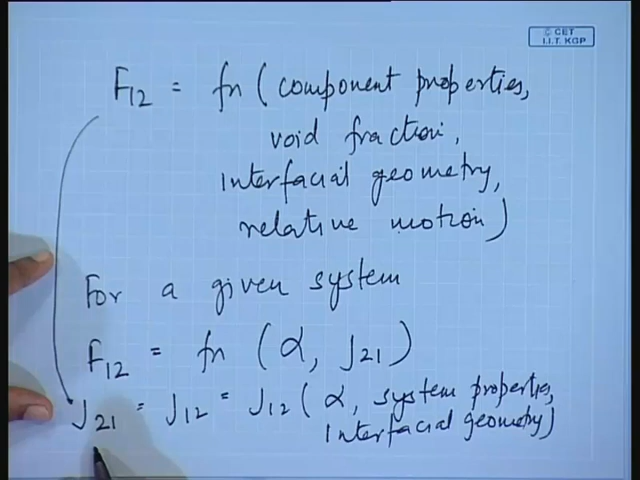 © CET
I.I.T. KGP
F12 = fn ( component properties,
void fraction,
interfacial geometry,
relative motion)
For a given system
F12 = fn (α, J21)
J21 = J12 = J12 ( α, system properties,
Interfacial geometry)